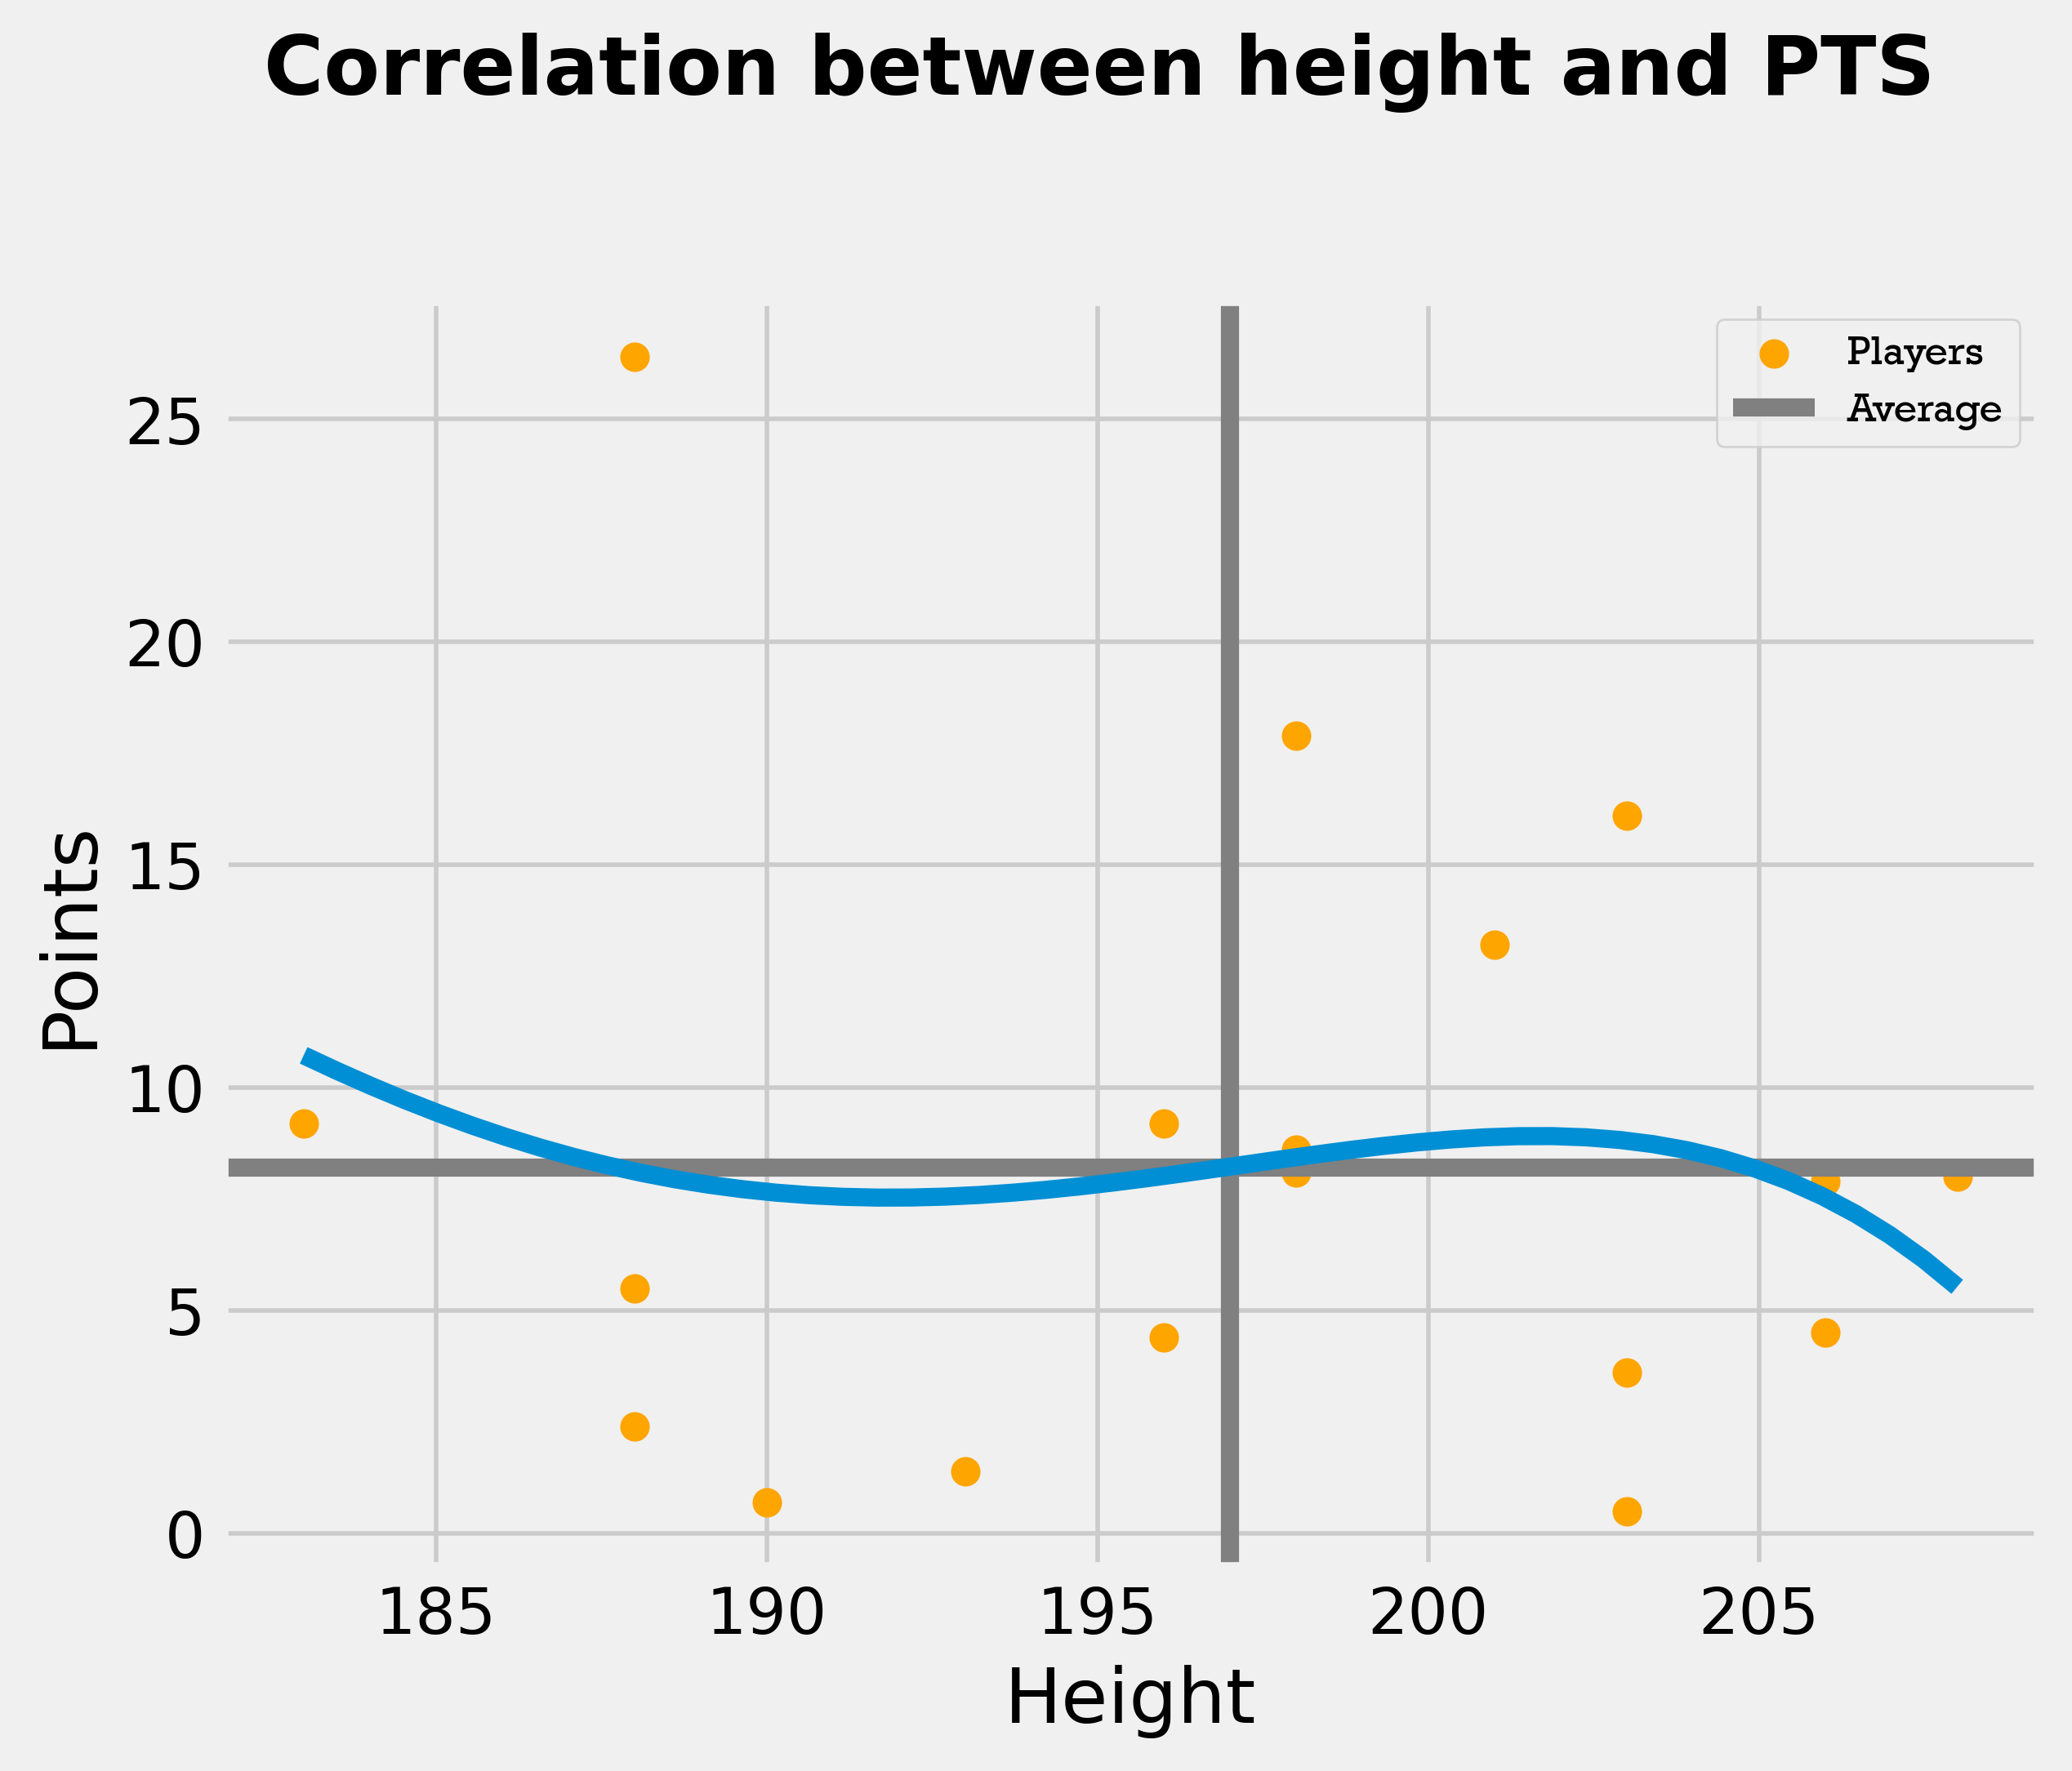 Correlation between height and PTS
Players
Average
25
20
15
10
5
0
Points
185 190 195 200 205
Height